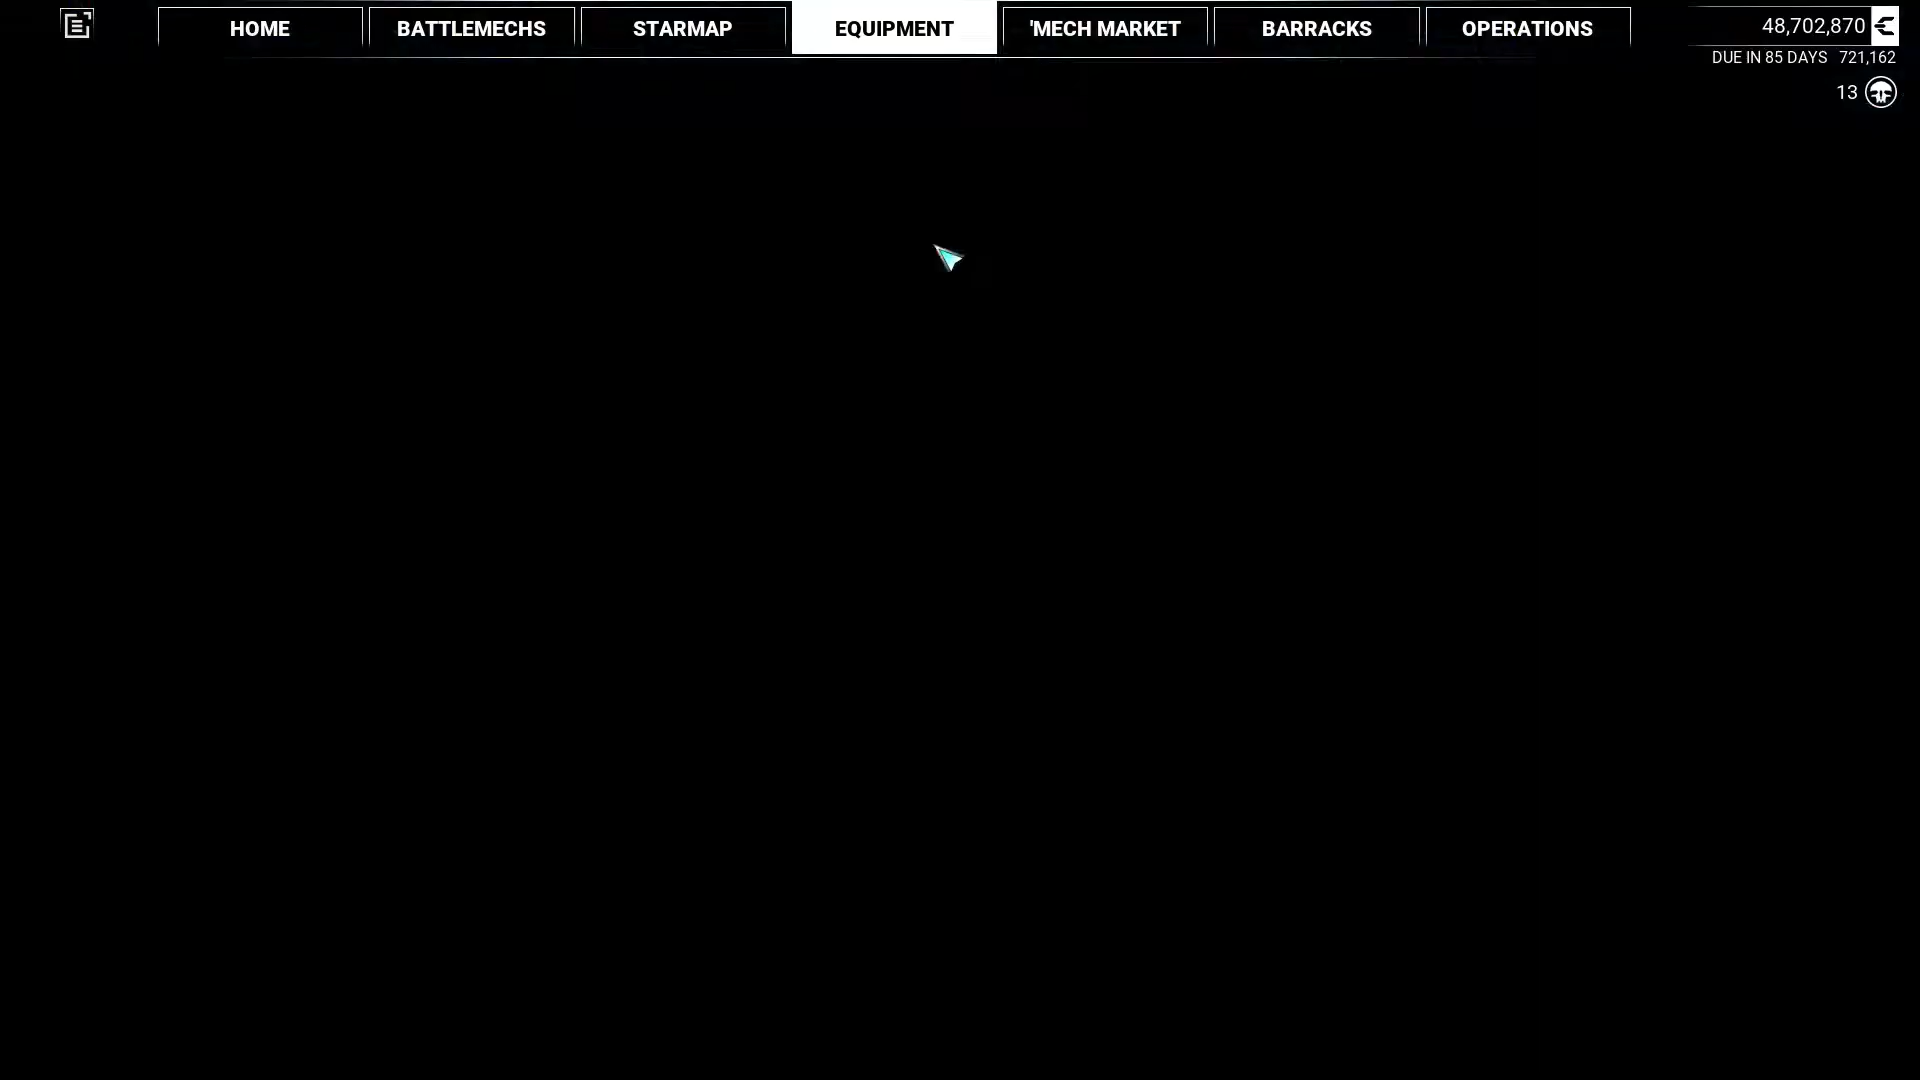 HOME
BATTLEMECHS
STARMAP
EQUIPMENT
'MECH MARKET
BARRACKS
OPERATIONS
48,702,870
DUE IN 85 DAYS 721,162
13